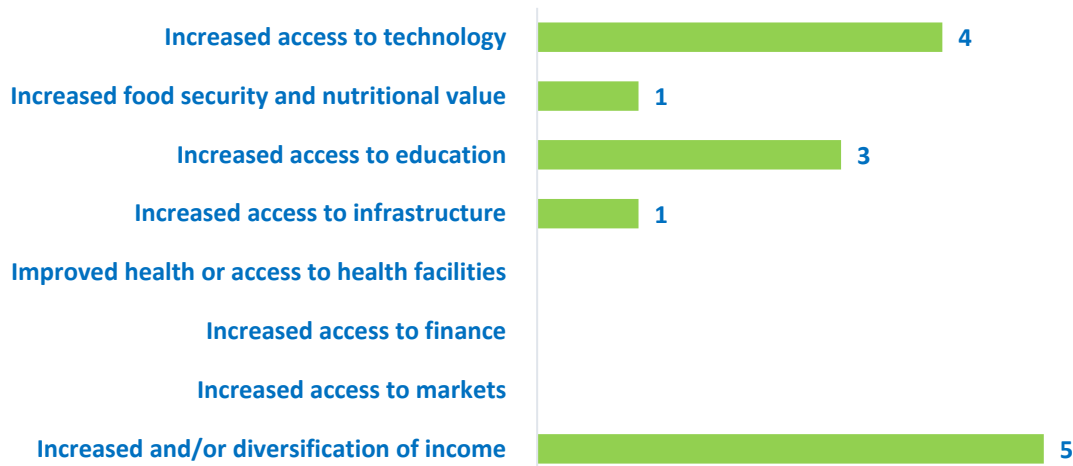 Increased access to technology 4
Increased food security and nutritional value 1
Increased access to education 3
Increased access to infrastructure 1
Improved health or access to health facilities
Increased access to finance
Increased access to markets
Increased and/or diversification of income 5